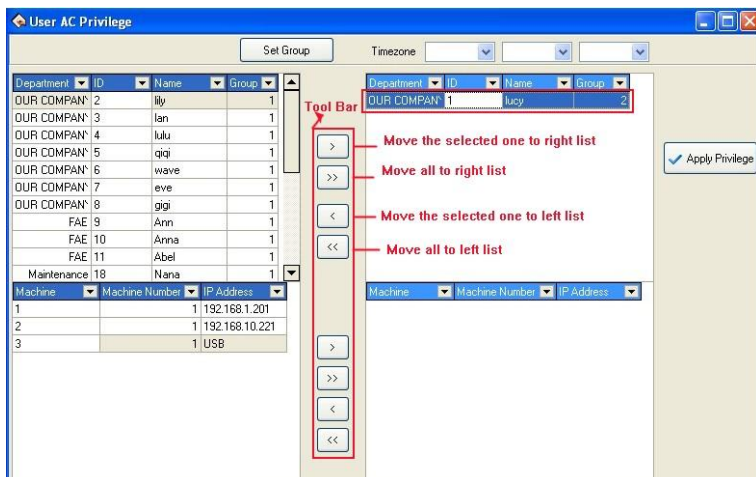 User AC Privilege
Set Group
Timezone
Department ID Name Group
OUR COMPAN 2 lily 1
OUR COMPAN 3 lan 1
OUR COMPAN 4 lulu 1
OUR COMPAN 5 qiqi 1
OUR COMPAN 6 wave 1
OUR COMPAN 7 eve 1
OUR COMPAN 8 gigi 1
FAE 9 Ann 1
FAE 10 Anna 1
FAE 11 Abel 1
Maintenance 18 Nana 1
Machine Machine Number IP Address
1 1 192.168.1.201
2 1 192.168.10.221
3 1 USB
Tool Bar
>
>>
<
<<
>
>>
<
<<
Department ID Name Group
OUR COMPAN 1 lucy 2
Move the selected one to right list
Move all to right list
Move the selected one to left list
Move all to left list
Machine Machine Number IP Address
Apply Privilege